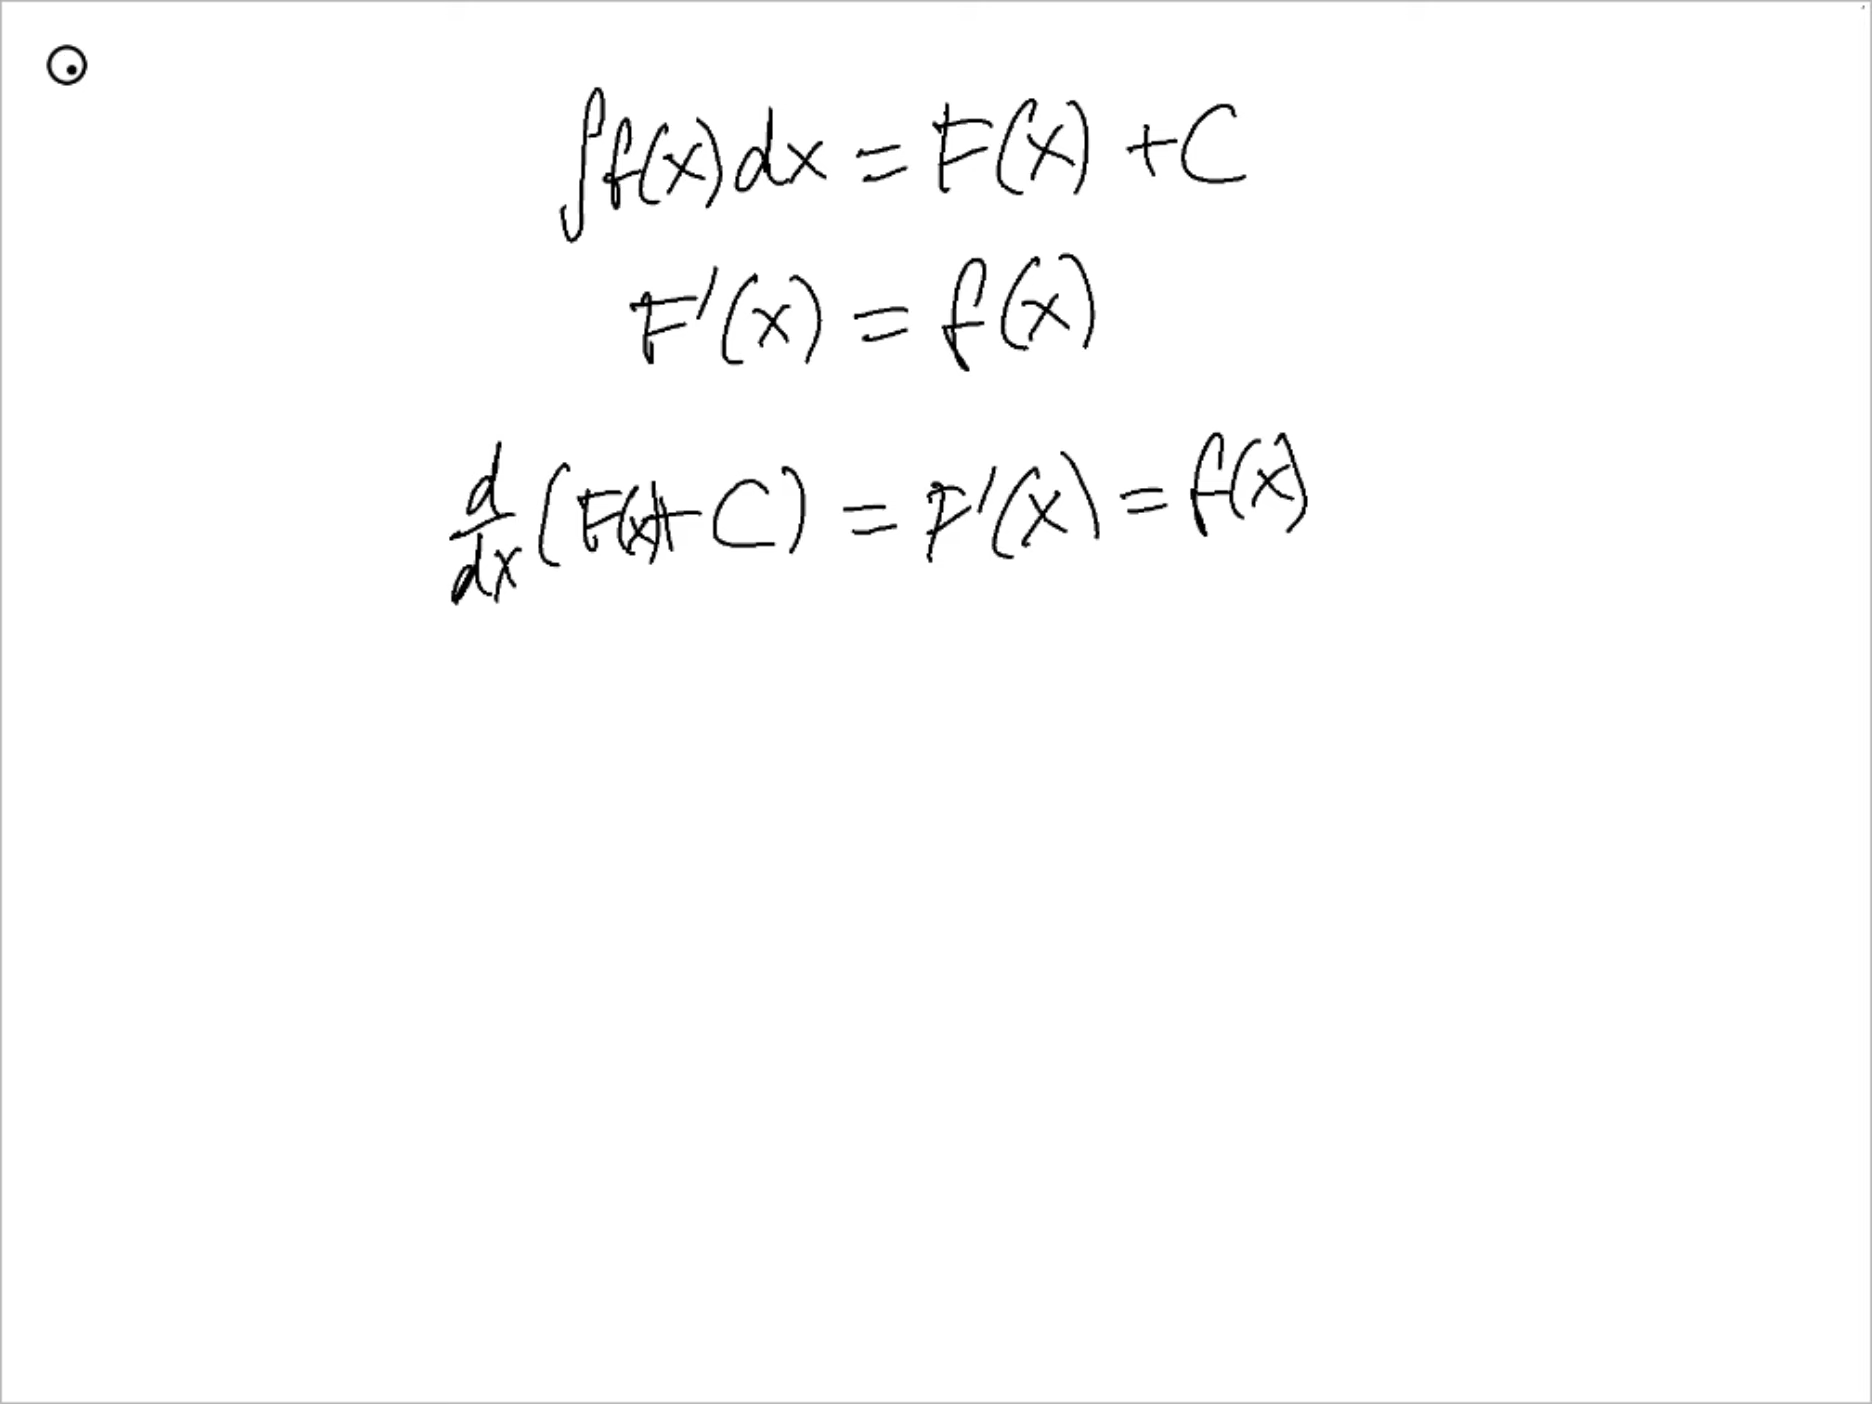 ∫f(x)dx = F(x) + C
F'(x) = f(x)
d/dx (F(x) + C) = F'(x) = f(x)